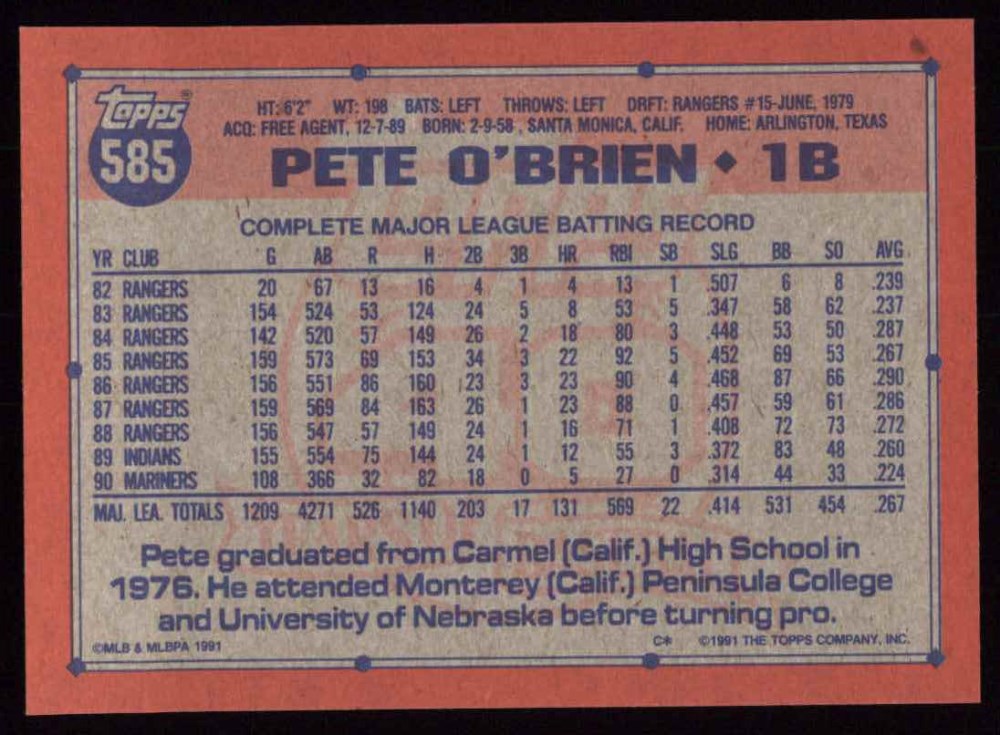 Topps®
585
HT: 6'2" WT: 198 BATS: LEFT THROWS: LEFT DRFT: RANGERS #15-JUNE, 1979
ACQ: FREE AGENT, 12-7-89 BORN: 2-9-58, SANTA MONICA, CALIF. HOME: ARLINGTON, TEXAS
PETE O'BRIEN ♦ 1B
COMPLETE MAJOR LEAGUE BATTING RECORD
YR CLUB G AB R H 2B 3B HR RBI SB SLG BB SO AVG
82 RANGERS 20 67 13 16 4 1 4 13 1 .507 6 8 .239
83 RANGERS 154 524 53 124 24 5 8 53 5 .347 58 62 .237
84 RANGERS 142 520 57 149 26 2 18 80 3 .448 53 50 .287
85 RANGERS 159 573 69 153 34 3 22 92 5 .452 69 53 .267
86 RANGERS 156 551 86 160 23 3 23 90 4 .468 87 66 .290
87 RANGERS 159 569 84 163 26 1 23 88 0 .457 59 61 .286
88 RANGERS 156 547 57 149 24 1 16 71 1 .408 72 73 .272
89 INDIANS 155 554 75 144 24 1 12 55 3 .372 83 48 .260
90 MARINERS 108 366 32 82 18 0 5 27 0 .314 44 33 .224
MAJ. LEA. TOTALS 1209 4271 526 1140 203 17 131 569 22 .414 531 454 .267
Pete graduated from Carmel (Calif.) High School in
1976. He attended Monterey (Calif.) Peninsula College
and University of Nebraska before turning pro.
©MLB & MLBPA 1991 C* ©1991 THE TOPPS COMPANY, INC.